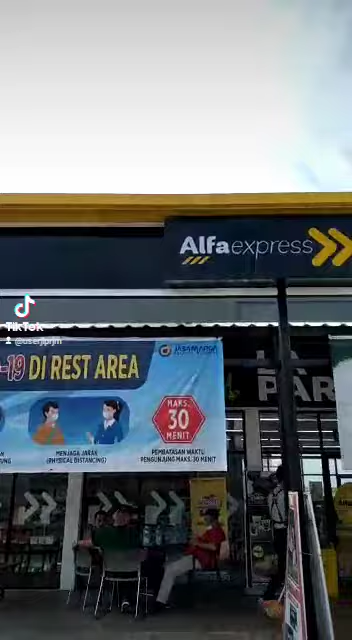 Alfaexpress
TikTok
@userjlprjm
-19 DI REST AREA
JASAMARGA
MAKS.
30
MENIT
MENJAGA JARAK
(PHYSICAL DISTANCING)
PEMBATASAN WAKTU
PENGUNJUNG MAKS. 30 MENIT
PAR